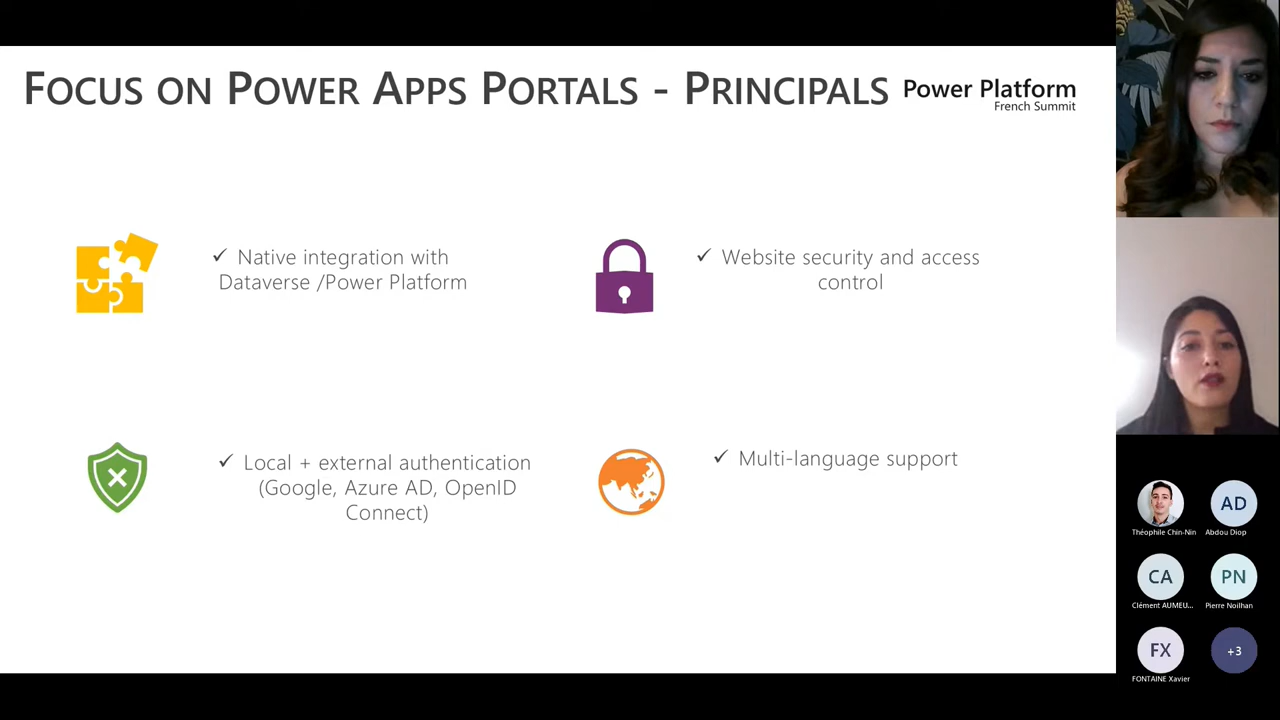 FOCUS ON POWER APPS PORTALS - PRINCIPALS
Power Platform
French Summit
✓ Native integration with
Dataverse /Power Platform
✓ Website security and access
control
✓ Local + external authentication
(Google, Azure AD, OpenID
Connect)
✓ Multi-language support
Théophile Chin-Nin
AD
Abdou Diop
CA
Clément AUMEU...
PN
Pierre Noilhan
FX
FONTAINE Xavier
+3